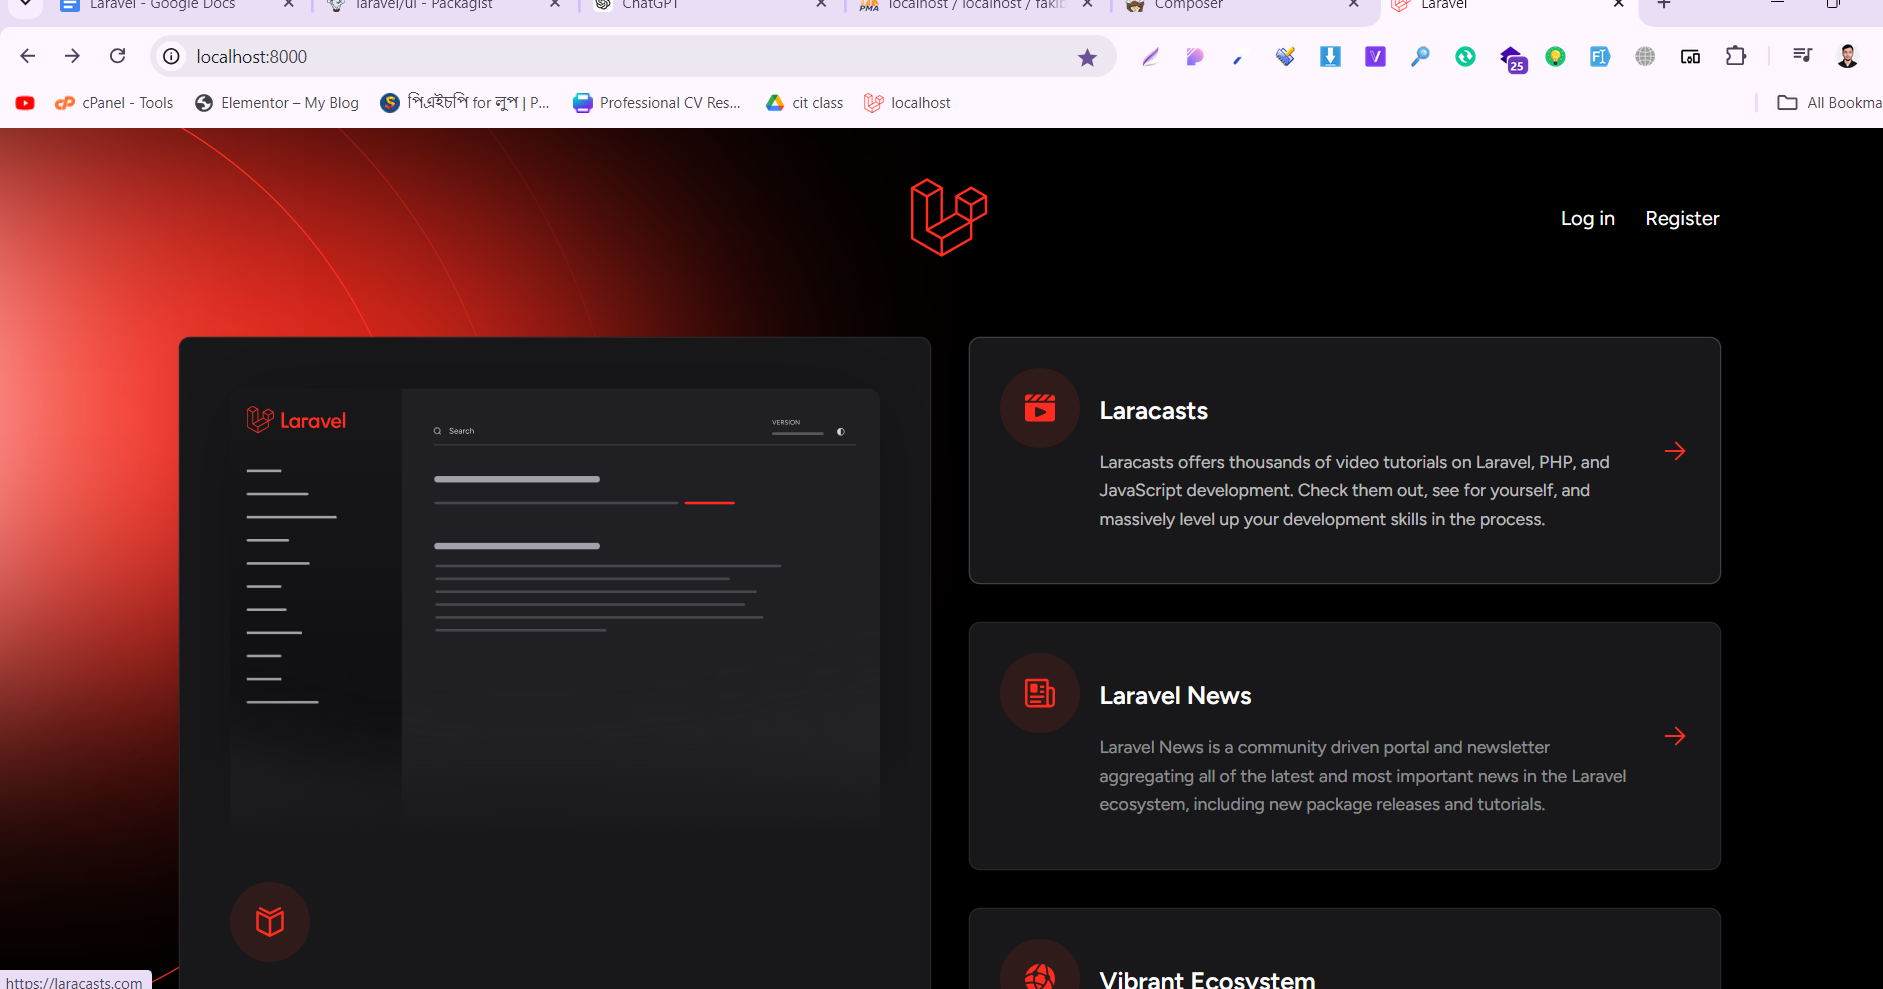 Laravel - Google Docs
laravel/ui - Packagist
ChatGPT
localhost / localhost / fakib
Composer
Laravel
localhost:8000
25
cPanel - Tools
Elementor – My Blog
পিএইচপি for লুপ | P...
Professional CV Res...
cit class
localhost
All Bookma
Log in
Register
Laravel
Search
VERSION
Laracasts
Laracasts offers thousands of video tutorials on Laravel, PHP, and
JavaScript development. Check them out, see for yourself, and
massively level up your development skills in the process.
Laravel News
Laravel News is a community driven portal and newsletter
aggregating all of the latest and most important news in the Laravel
ecosystem, including new package releases and tutorials.
Vibrant Ecosystem
https://laracasts.com